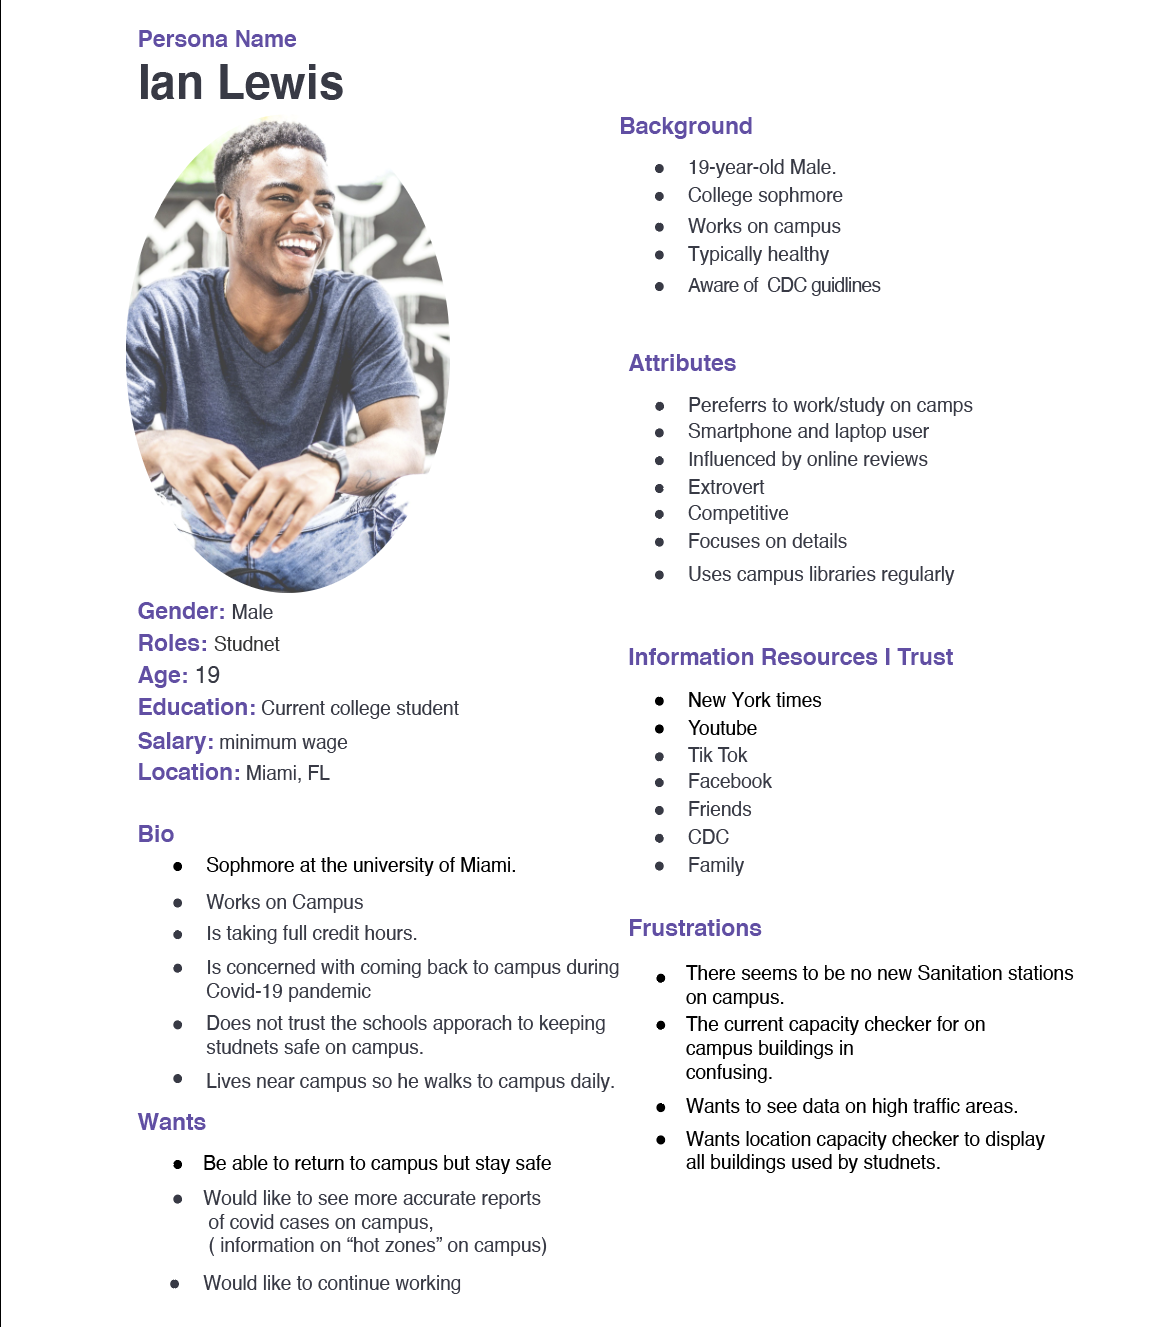 Persona Name
Ian Lewis
Gender: Male
Roles: Studnet
Age: 19
Education: Current college student
Salary: minimum wage
Location: Miami, FL
Bio
● Sophmore at the university of Miami.
● Works on Campus
● Is taking full credit hours.
● Is concerned with coming back to campus during
Covid-19 pandemic
● Does not trust the schools apporach to keeping
studnets safe on campus.
● Lives near campus so he walks to campus daily.
Wants
● Be able to return to campus but stay safe
● Would like to see more accurate reports
of covid cases on campus,
( information on “hot zones” on campus)
● Would like to continue working
Background
● 19-year-old Male.
● College sophmore
● Works on campus
● Typically healthy
● Aware of CDC guidlines
Attributes
● Pereferrs to work/study on camps
● Smartphone and laptop user
● Influenced by online reviews
● Extrovert
● Competitive
● Focuses on details
● Uses campus libraries regularly
Information Resources I Trust
● New York times
● Youtube
● Tik Tok
● Facebook
● Friends
● CDC
● Family
Frustrations
● There seems to be no new Sanitation stations
on campus.
● The current capacity checker for on
campus buildings in
confusing.
● Wants to see data on high traffic areas.
● Wants location capacity checker to display
all buildings used by studnets.